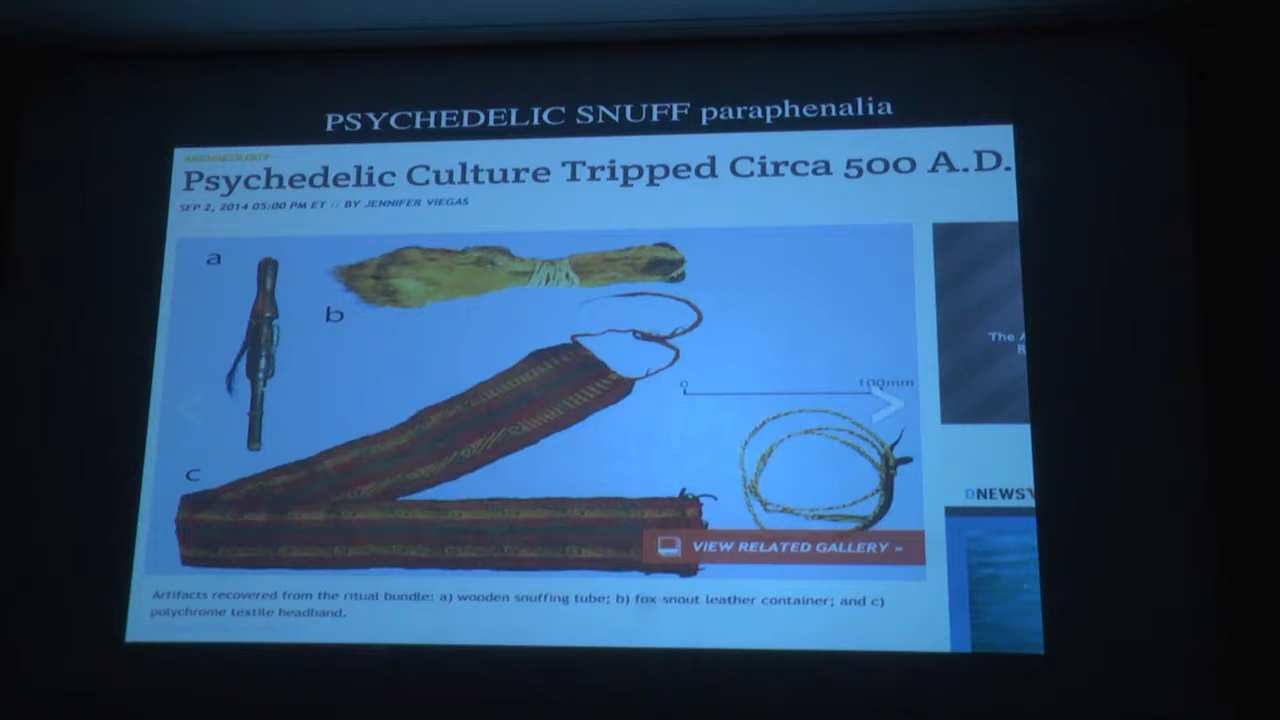 PSYCHEDELIC SNUFF paraphenalia
ARCHAEOLOGY
Psychedelic Culture Tripped Circa 500 A.D.
SEP 2, 2014 05:00 PM ET // BY JENNIFER VIEGAS
a
b
0 100mm
The
c
DNEWS
VIEW RELATED GALLERY »
Artifacts recovered from the ritual bundle: a) wooden snuffing tube; b) fox-snout leather container; and c)
polychrome textile headband.